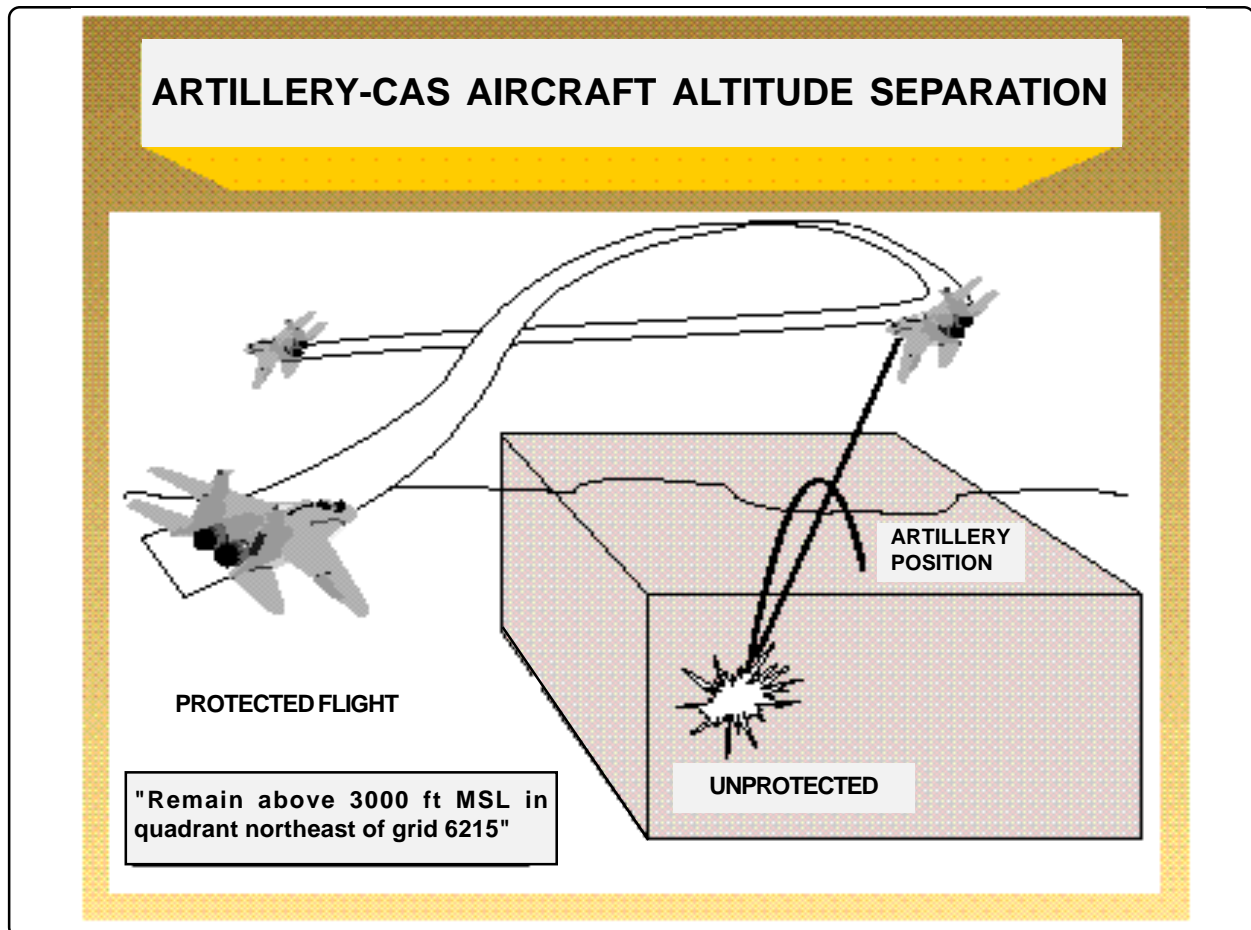 ARTILLERY-CAS AIRCRAFT ALTITUDE SEPARATION
ARTILLERY
POSITION
PROTECTED FLIGHT
UNPROTECTED
"Remain above 3000 ft MSL in
quadrant northeast of grid 6215"